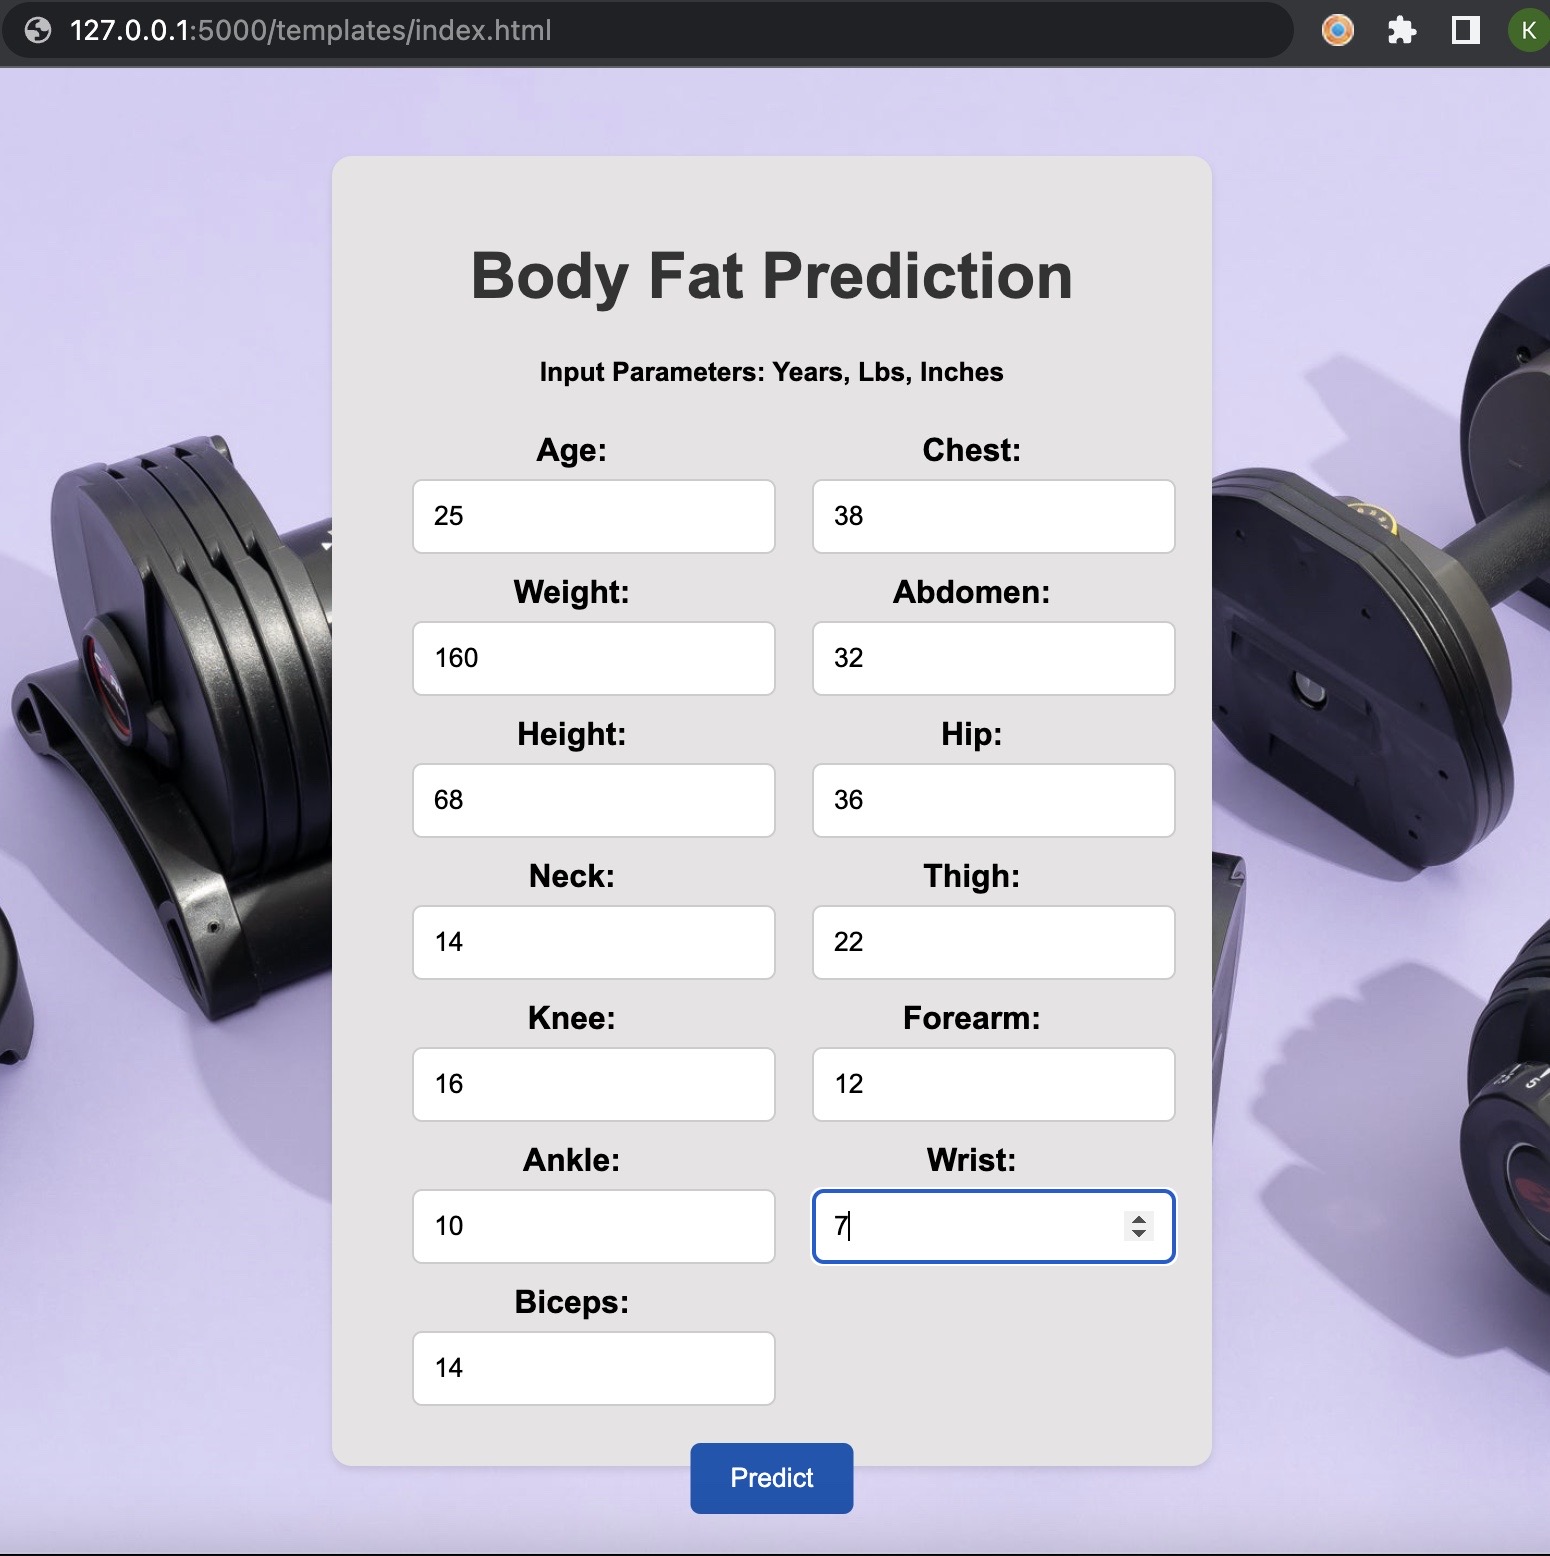 127.0.0.1:5000/templates/index.html
K
Body Fat Prediction
Input Parameters: Years, Lbs, Inches
Age:
25
Chest:
38
Weight:
160
Abdomen:
32
Height:
68
Hip:
36
Neck:
14
Thigh:
22
Knee:
16
Forearm:
12
Ankle:
10
Wrist:
7
Biceps:
14
Predict
5